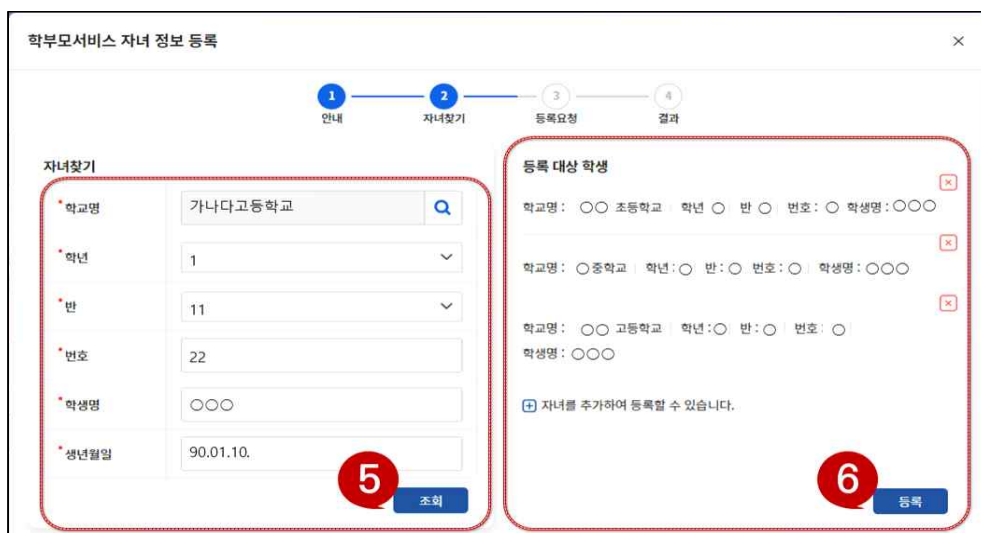 학부모서비스 자녀 정보 등록
1 2 3 4
안내 자녀찾기 등록요청 결과
자녀찾기
*학교명 가나다고등학교
*학년 1
*반 11
*번호 22
*학생명 ○○○
*생년월일 90.01.10.
5
조회
등록 대상 학생
학교명 : ○○ 초등학교 학년 ○ 반 ○ 번호 : ○ 학생명 : ○○○
학교명 : ○중학교 학년 : ○ 반 : ○ 번호 : ○ 학생명 : ○○○
학교명 : ○○ 고등학교 학년 : ○ 반 : ○ 번호 : ○
학생명 : ○○○
자녀를 추가하여 등록할 수 있습니다.
6
등록